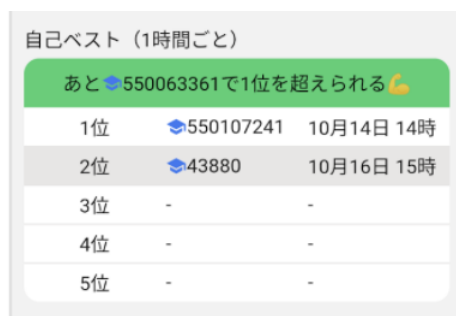 自己ベスト（1時間ごと）
あと🎓550063361で1位を超えられる💪
1位 🎓550107241 10月14日 14時
2位 🎓43880 10月16日 15時
3位 - -
4位 - -
5位 - -